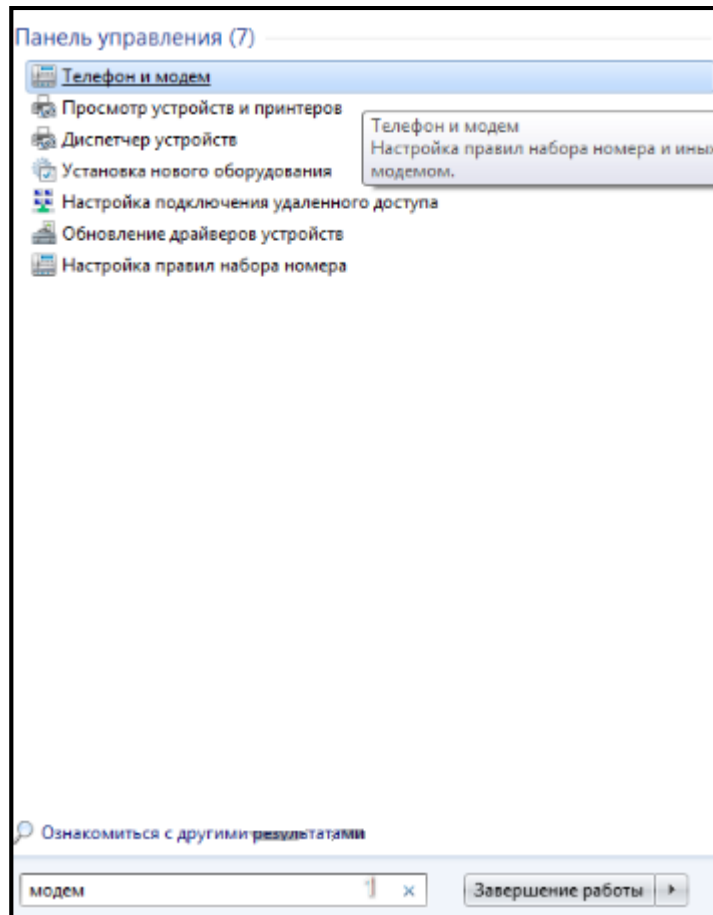 Панель управления (7)
Телефон и модем
Просмотр устройств и принтеров
Диспетчер устройств
Установка нового оборудования
Настройка подключения удаленного доступа
Обновление драйверов устройств
Настройка правил набора номера
Телефон и модем
Настройка правил набора номера и иных
модемом.
Ознакомиться с другими результатами
модем
Завершение работы